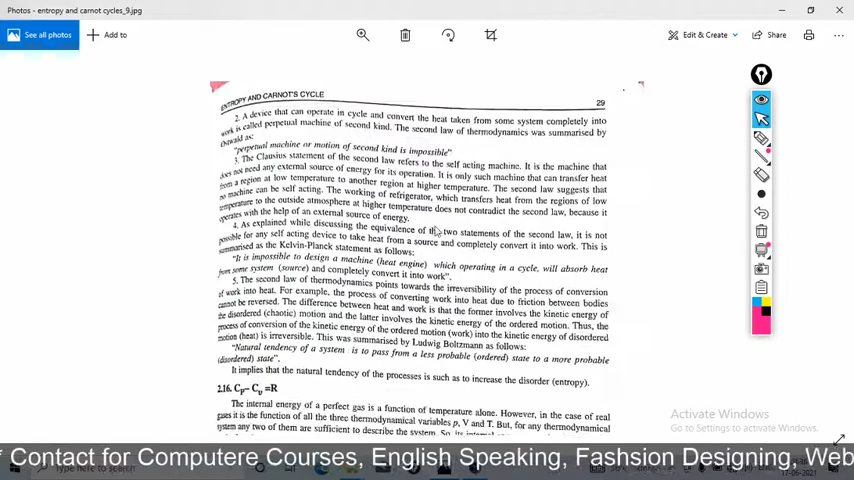 Photos - entropy and carnot cycles_9.jpg
See all photos
Add to
Edit & Create
Share
ENTROPY AND CARNOT'S CYCLE
29
2. A device that can operate in cycle and convert the heat taken from some system completely into
work is called perpetual machine of second kind. The second law of thermodynamics was summarised by
Ostwald as:
"perpetual machine or motion of second kind is impossible"
3. The Clausius statement of the second law refers to the self acting machine. It is the machine that
does not need any external source of energy for its operation. It is only such machine that can transfer heat
from a region at low temperature to another region at higher temperature. The second law suggests that
no machine can be self acting. The working of refrigerator, which transfers heat from the regions of low
temperature to the outside atmosphere at higher temperature does not contradict the second law, because it
operates with the help of an external source of energy.
4. As explained while discussing the equivalence of the two statements of the second law, it is not
possible for any self acting device to take heat from a source and completely convert it into work. This is
summarised as the Kelvin-Planck statement as follows:
"It is impossible to design a machine (heat engine) which operating in a cycle, will absorb heat
from some system (source) and completely convert it into work".
5. The second law of thermodynamics points towards the irreversibility of the process of conversion
of work into heat. For example, the process of converting work into heat due to friction between bodies
cannot be reversed. The difference between heat and work is that the former involves the kinetic energy of
the disordered (chaotic) motion and the latter involves the kinetic energy of the ordered motion. Thus, the
process of conversion of the kinetic energy of the ordered motion (work) into the kinetic energy of disordered
motion (heat) is irreversible. This was summarised by Ludwig Boltzmann as follows:
"Natural tendency of a system is to pass from a less probable (ordered) state to a more probable
(disordered) state".
It implies that the natural tendency of the processes is such as to increase the disorder (entropy).
2.16. Cp – Cv =R
The internal energy of a perfect gas is a function of temperature alone. However, in the case of real
gases it is the function of all the three thermodynamical variables p, V and T. But, for any thermodynamical
system any two of them are sufficient to describe the system. So its internal
Activate Windows
Go to Settings to activate Windows.
* Contact for Computere Courses, English Speaking, Fashsion Designing, Web
Type here to search
17-06-2021